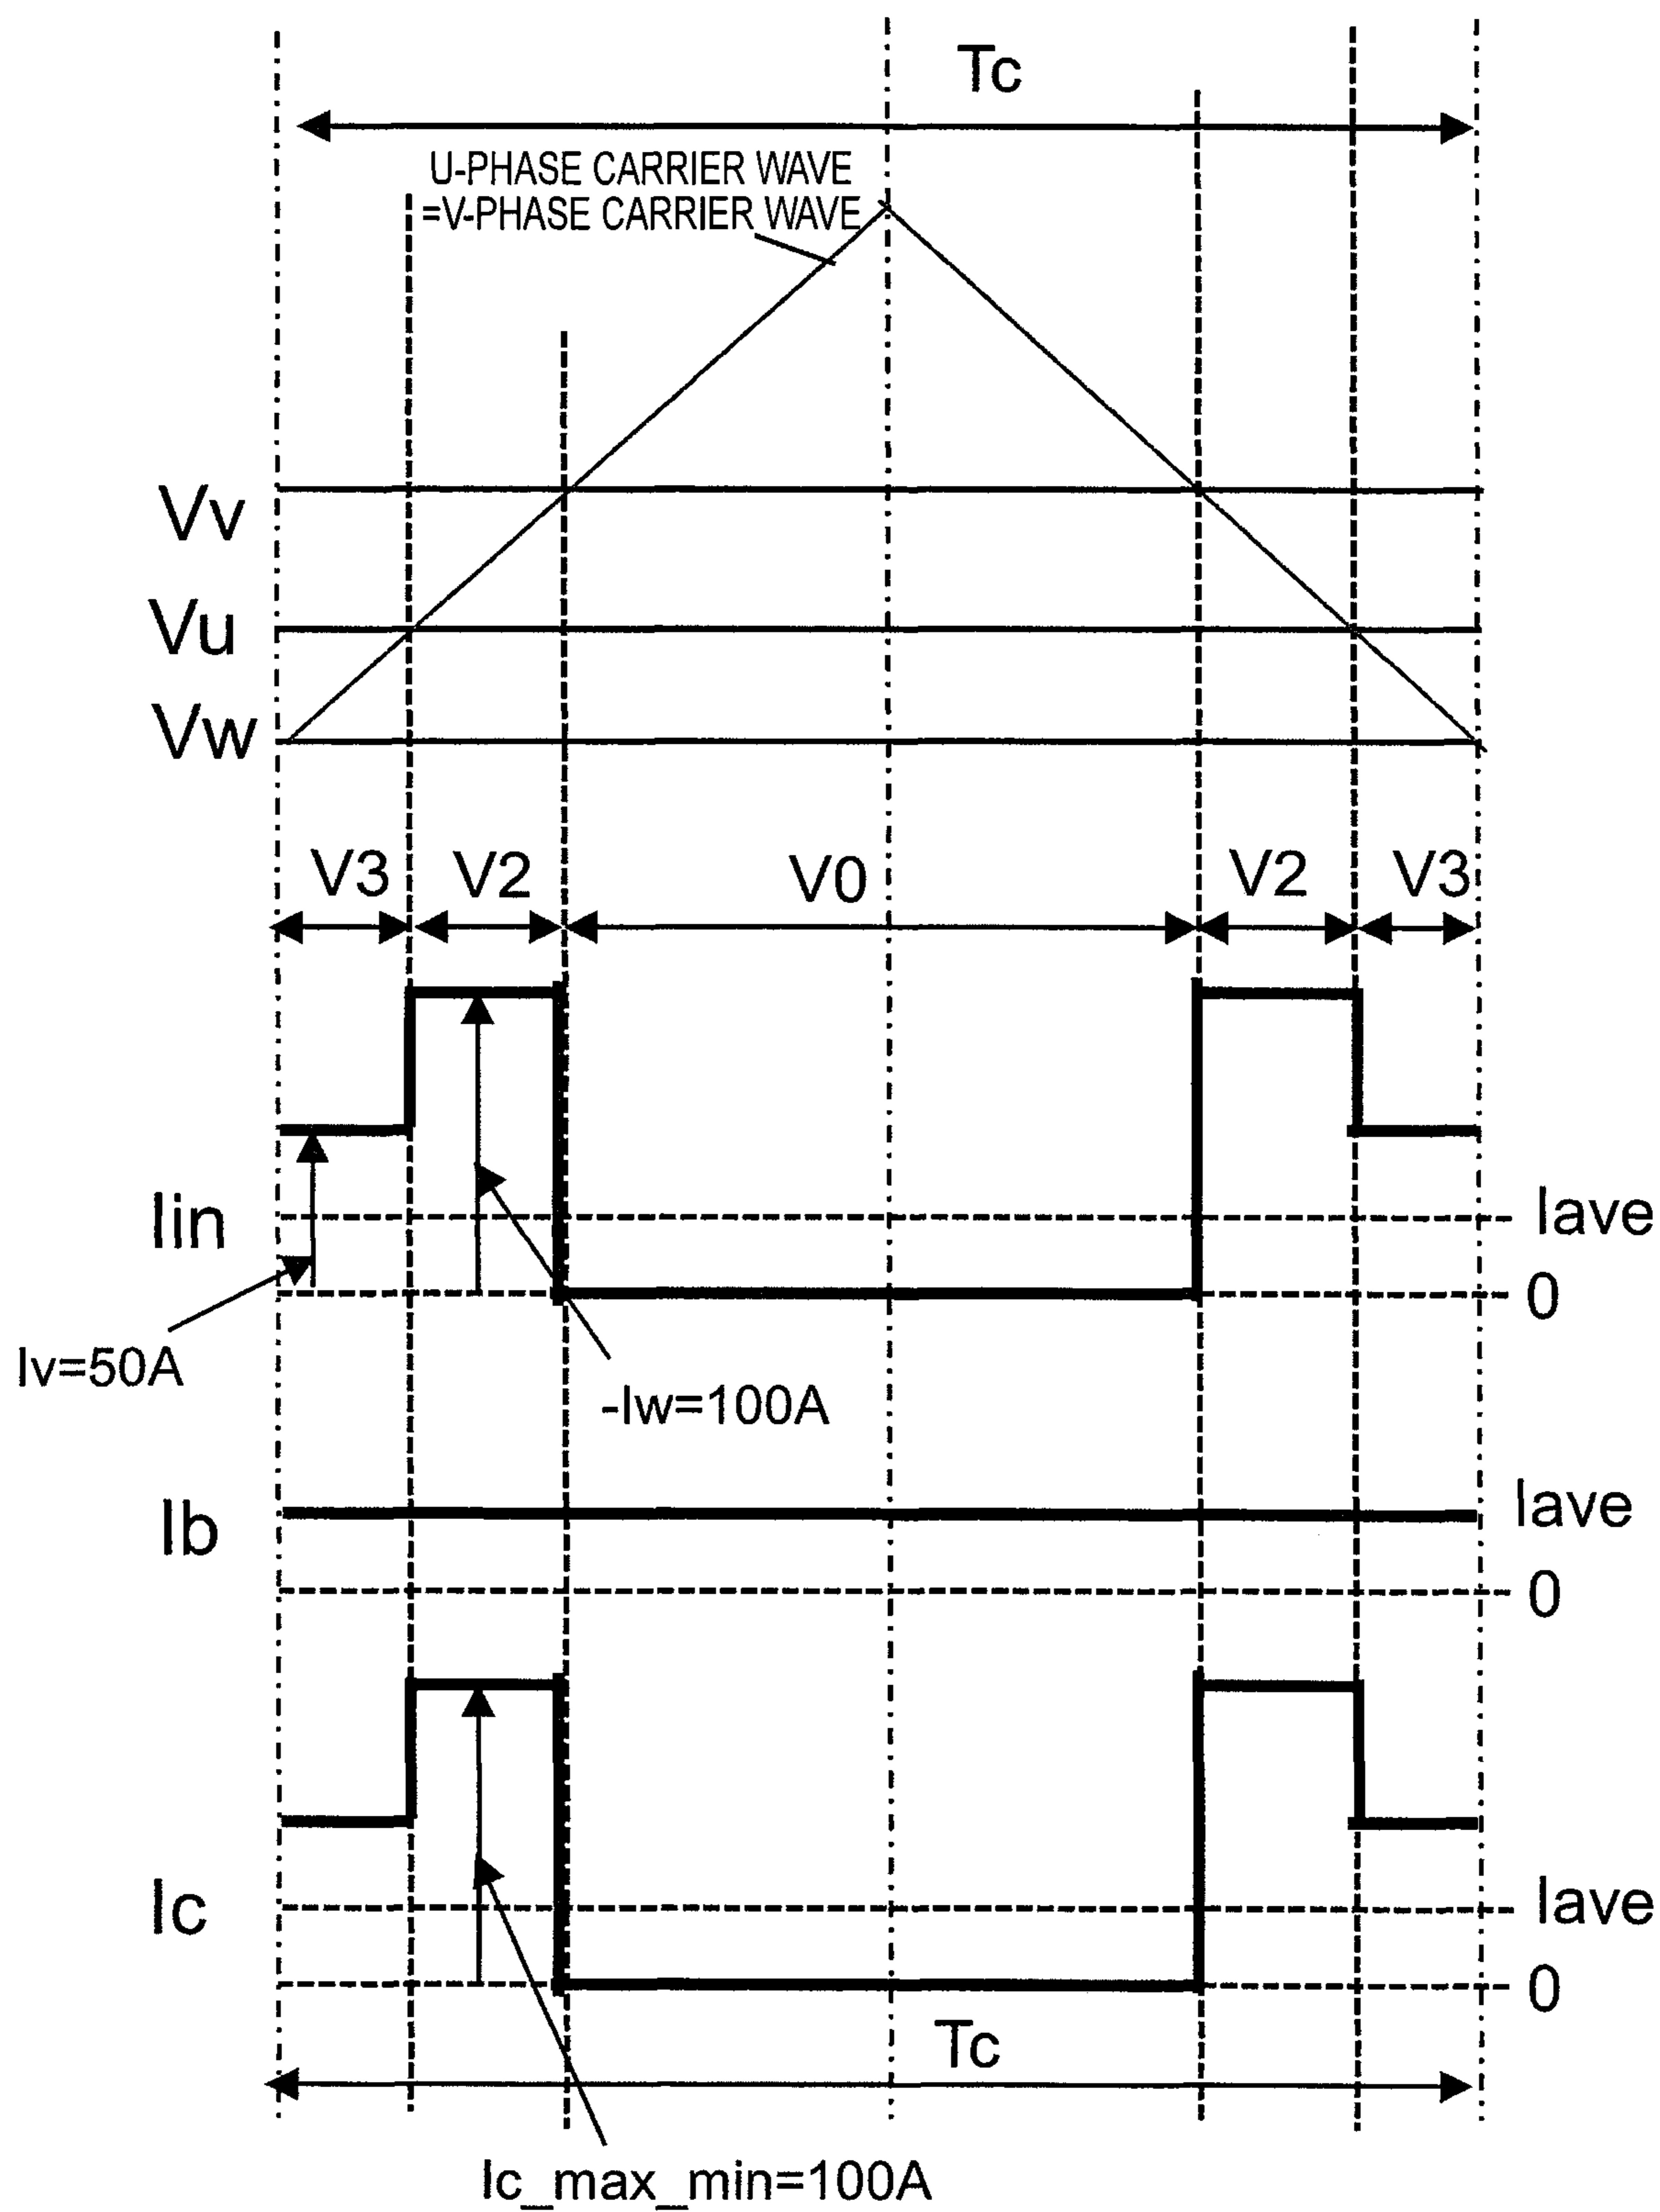 Tc
U-PHASE CARRIER WAVE
=V-PHASE CARRIER WAVE
Vv
Vu
Vw
V3
V2
V0
V2
V3
Iin
Iave
0
Iv=50A
-Iw=100A
Ib
Iave
0
Ic
Iave
0
Tc
Ic_max_min=100A